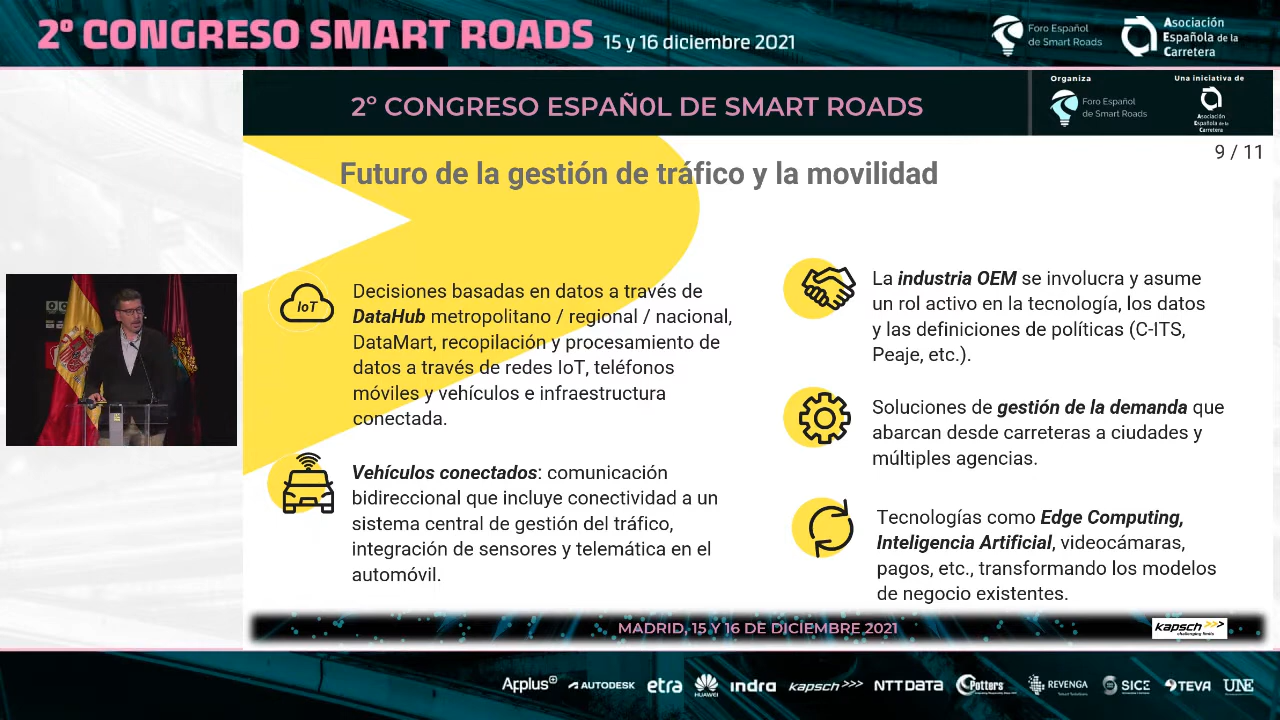 2º CONGRESO SMART ROADS 15 y 16 diciembre 2021
Foro Español
de Smart Roads
Asociación
Española de la
Carretera
2º CONGRESO ESPAÑ0L DE SMART ROADS
Organiza
Foro Español
de Smart Roads
Una iniciativa de
Asociación
Española de la
Carretera
9 / 11
Futuro de la gestión de tráfico y la movilidad
IoT
Decisiones basadas en datos a través de
DataHub metropolitano / regional / nacional,
DataMart, recopilación y procesamiento de
datos a través de redes IoT, teléfonos
móviles y vehículos e infraestructura
conectada.
Vehículos conectados: comunicación
bidireccional que incluye conectividad a un
sistema central de gestión del tráfico,
integración de sensores y telemática en el
automóvil.
La industria OEM se involucra y asume
un rol activo en la tecnología, los datos
y las definiciones de políticas (C-ITS,
Peaje, etc.).
Soluciones de gestión de la demanda que
abarcan desde carreteras a ciudades y
múltiples agencias.
Tecnologías como Edge Computing,
Inteligencia Artificial, videocámaras,
pagos, etc., transformando los modelos
de negocio existentes.
MADRID, 15 Y 16 DE DICIEMBRE 2021
kapsch >>>
challenging limits
Applus+ AUTODESK etra HUAWEI indra kapsch >>> NTT DATA Potters REVENGA SICE TEVA UNE